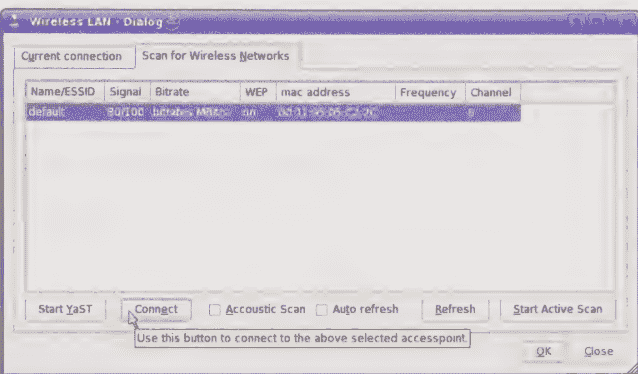 Wireless LAN - Dialog
Current connection Scan for Wireless Networks
Name/ESSID Signal Bitrate WEP mac address Frequency Channel
default 80/100 on
Start YaST Connect Accoustic Scan Auto refresh Refresh Start Active Scan
Use this button to connect to the above selected accesspoint.
OK Close